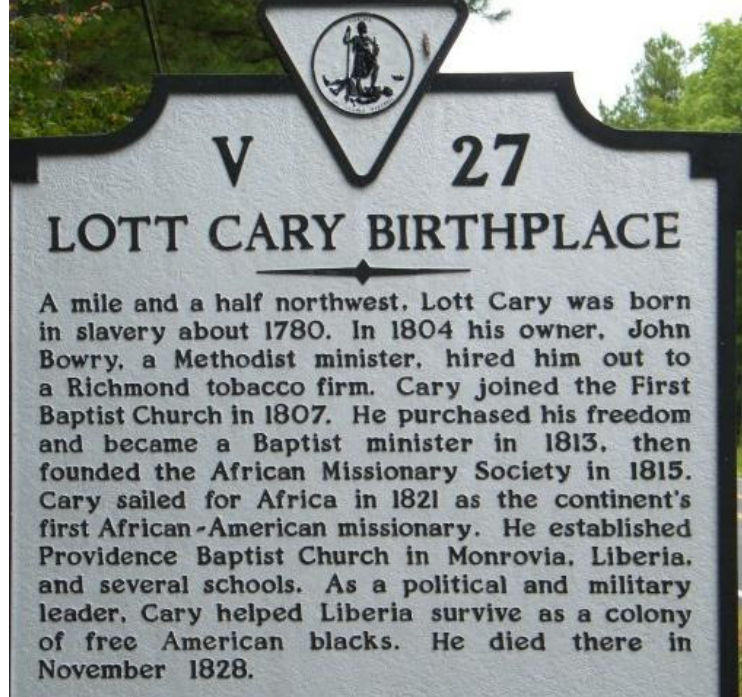 V 27
LOTT CARY BIRTHPLACE
A mile and a half northwest, Lott Cary was born
in slavery about 1780. In 1804 his owner, John
Bowry, a Methodist minister, hired him out to
a Richmond tobacco firm. Cary joined the First
Baptist Church in 1807. He purchased his freedom
and became a Baptist minister in 1813, then
founded the African Missionary Society in 1815.
Cary sailed for Africa in 1821 as the continent's
first African-American missionary. He established
Providence Baptist Church in Monrovia, Liberia,
and several schools. As a political and military
leader, Cary helped Liberia survive as a colony
of free American blacks. He died there in
November 1828.